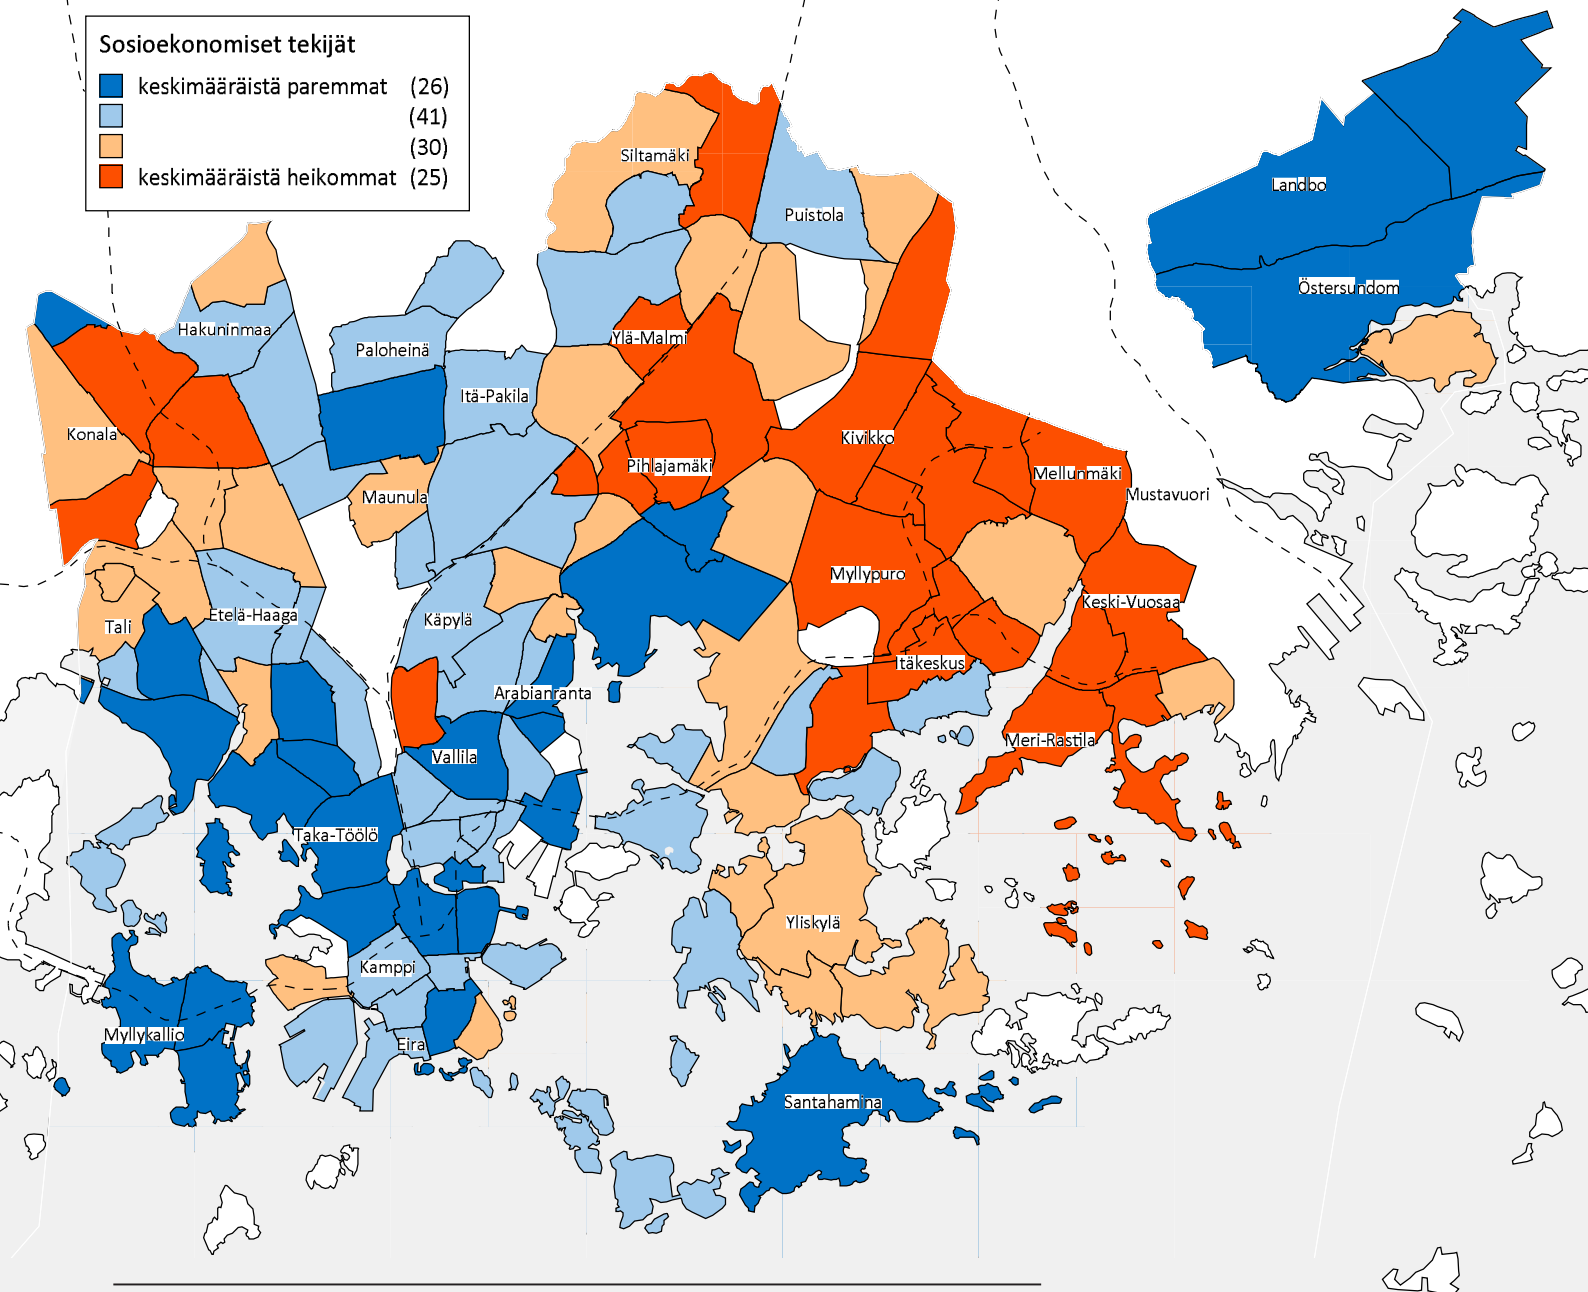 Sosioekonomiset tekijät
keskimääräistä paremmat (26)
(41)
(30)
keskimääräistä heikommat (25)
Siltamäki
Puistola
Landbo
Östersundom
Hakuninmaa
Paloheinä
Ylä-Malmi
Itä-Pakila
Konala
Kivikko
Pihlajamäki
Mellunmäki
Maunula
Mustavuori
Myllypuro
Keski-Vuosaa
Etelä-Haaga
Käpylä
Tali
Itäkeskus
Arabianranta
Meri-Rastila
Vallila
Taka-Töölö
Yliskylä
Kamppi
Myllykallio
Eira
Santahamina